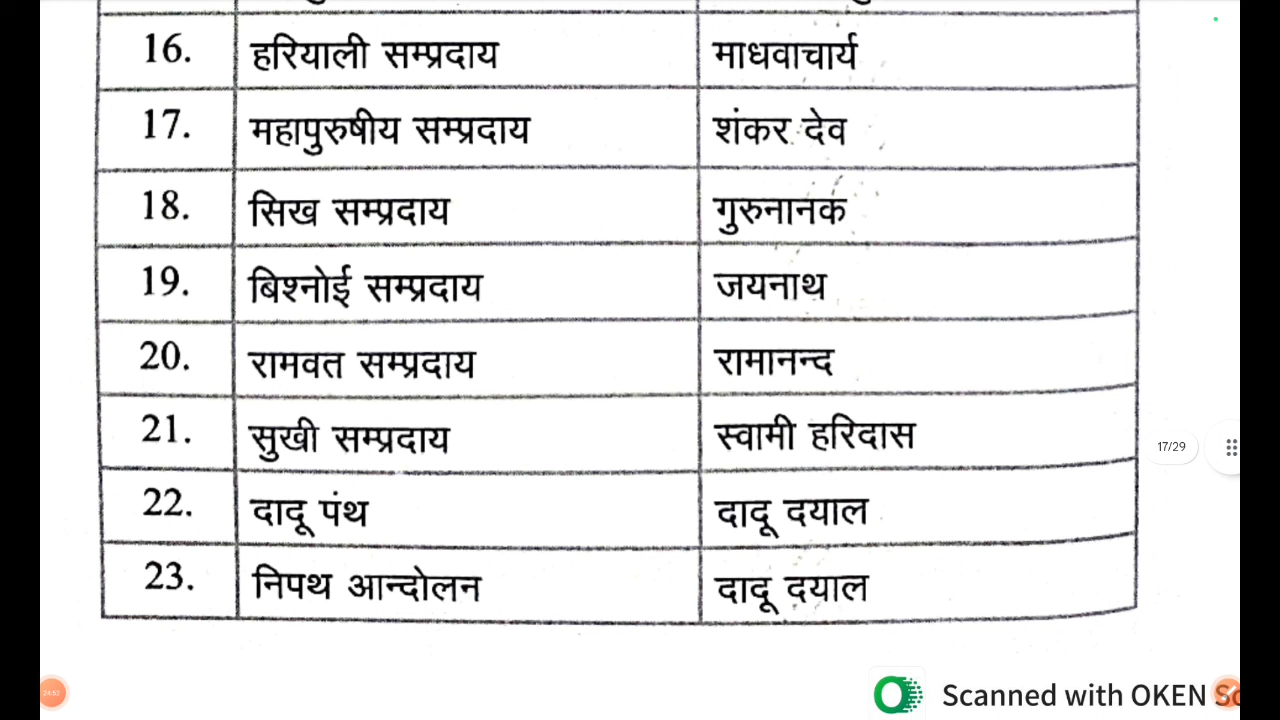 16. हरियाली सम्प्रदाय माधवाचार्य
17. महापुरुषीय सम्प्रदाय शंकर देव
18. सिख सम्प्रदाय गुरुनानक
19. बिश्नोई सम्प्रदाय जयनाथ
20. रामवत सम्प्रदाय रामानन्द
21. सुखी सम्प्रदाय स्वामी हरिदास
17/29
22. दादू पंथ दादू दयाल
23. निपथ आन्दोलन दादू दयाल
24:52
Scanned with OKEN